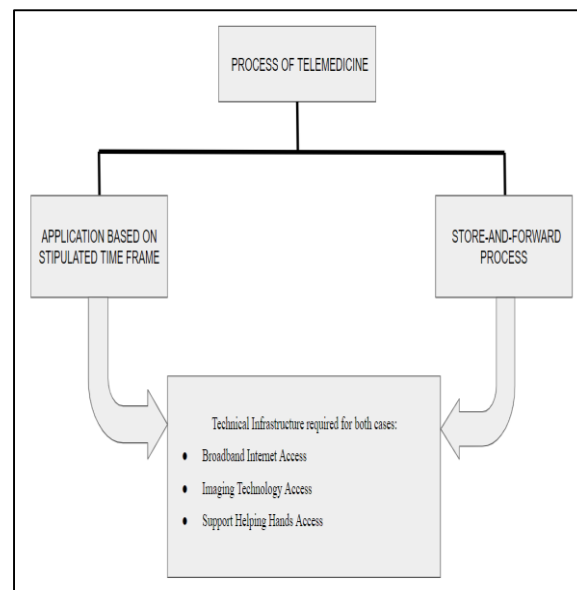 PROCESS OF TELEMEDICINE
APPLICATION BASED ON
STIPULATED TIME FRAME
STORE-AND-FORWARD
PROCESS
Technical Infrastructure required for both cases:
● Broadband Internet Access
● Imaging Technology Access
● Support Helping Hands Access